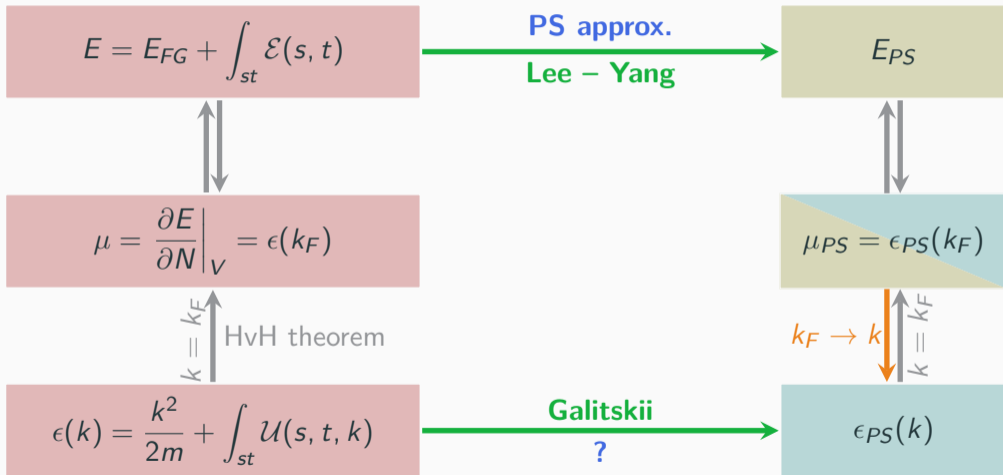 E = E_{FG} + ∫_{st} ℰ(s, t)
PS approx.
Lee – Yang
E_{PS}
μ = ∂E/∂N|_V = ϵ(k_F)
μ_{PS} = ϵ_{PS}(k_F)
k = k_F
HvH theorem
k_F → k
k = k_F
ϵ(k) = k²/2m + ∫_{st} 𝒰(s, t, k)
Galitskii
?
ϵ_{PS}(k)